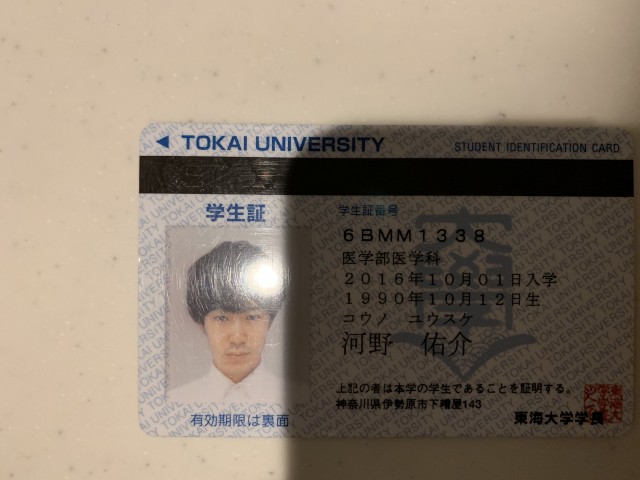 ◀ TOKAI UNIVERSITY
STUDENT IDENTIFICATION CARD
学生証
学生証番号
6BMM1338
医学部医学科
2016年10月01日入学
1990年10月12日生
コウノ ユウスケ
河野 佑介
上記の者は本学の学生であることを証明する。
神奈川県伊勢原市下糟屋143
東海大学学長
有効期限は裏面